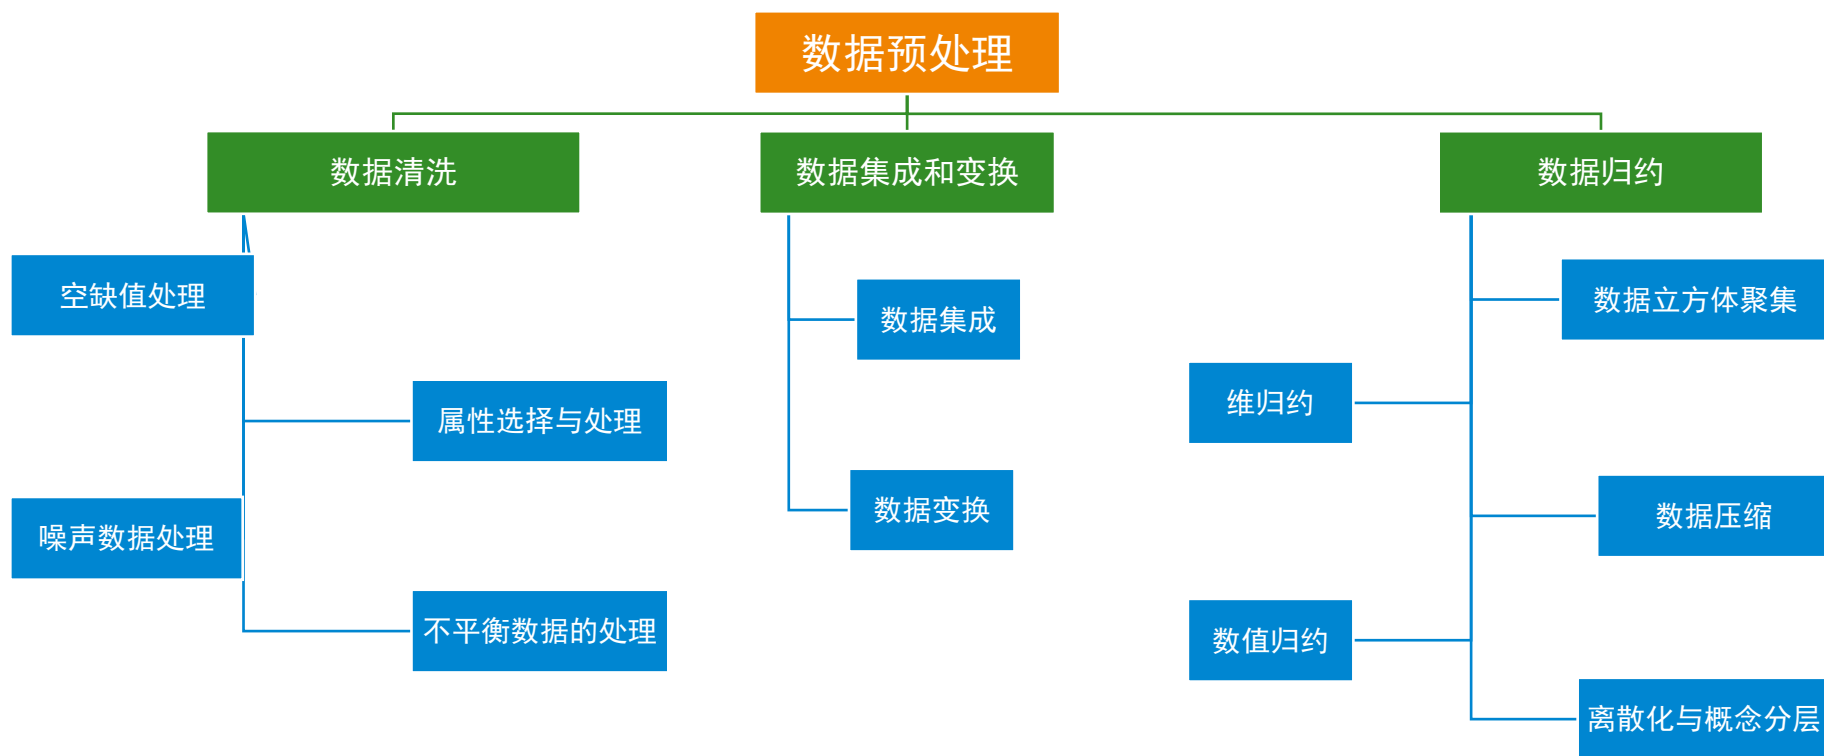 数据预处理
数据清洗
数据集成和变换
数据归约
空缺值处理
属性选择与处理
噪声数据处理
不平衡数据的处理
数据集成
数据变换
数据立方体聚集
维归约
数据压缩
数值归约
离散化与概念分层